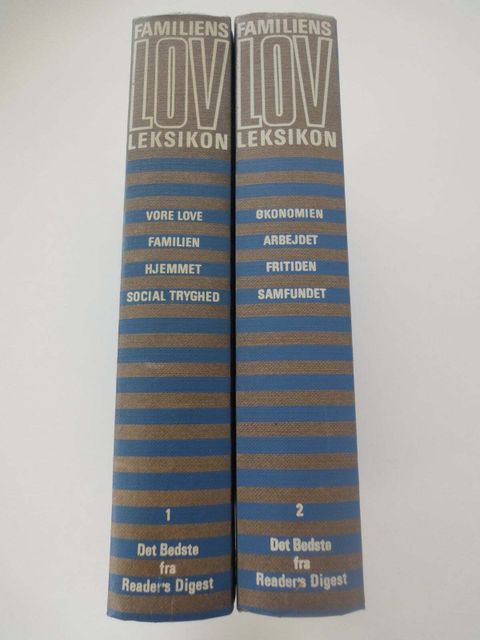 FAMILIENS
LOV
LEKSIKON
VORE LOVE
FAMILIEN
HJEMMET
SOCIAL TRYGHED
1
Det Bedste
fra
Reader's Digest
FAMILIENS
LOV
LEKSIKON
ØKONOMIEN
ARBEJDET
FRITIDEN
SAMFUNDET
2
Det Bedste
fra
Reader's Digest